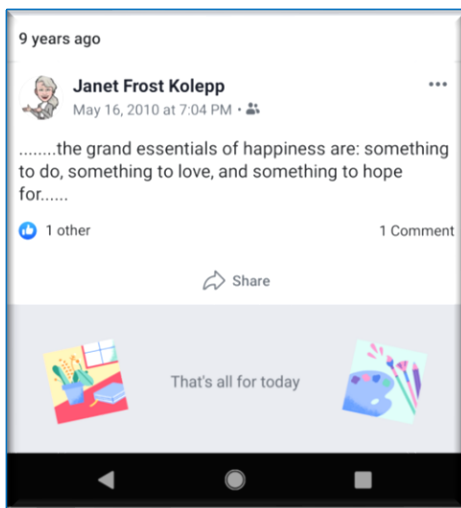 9 years ago
Janet Frost Kolepp
May 16, 2010 at 7:04 PM •
........the grand essentials of happiness are: something
to do, something to love, and something to hope
for......
1 other
1 Comment
Share
That's all for today